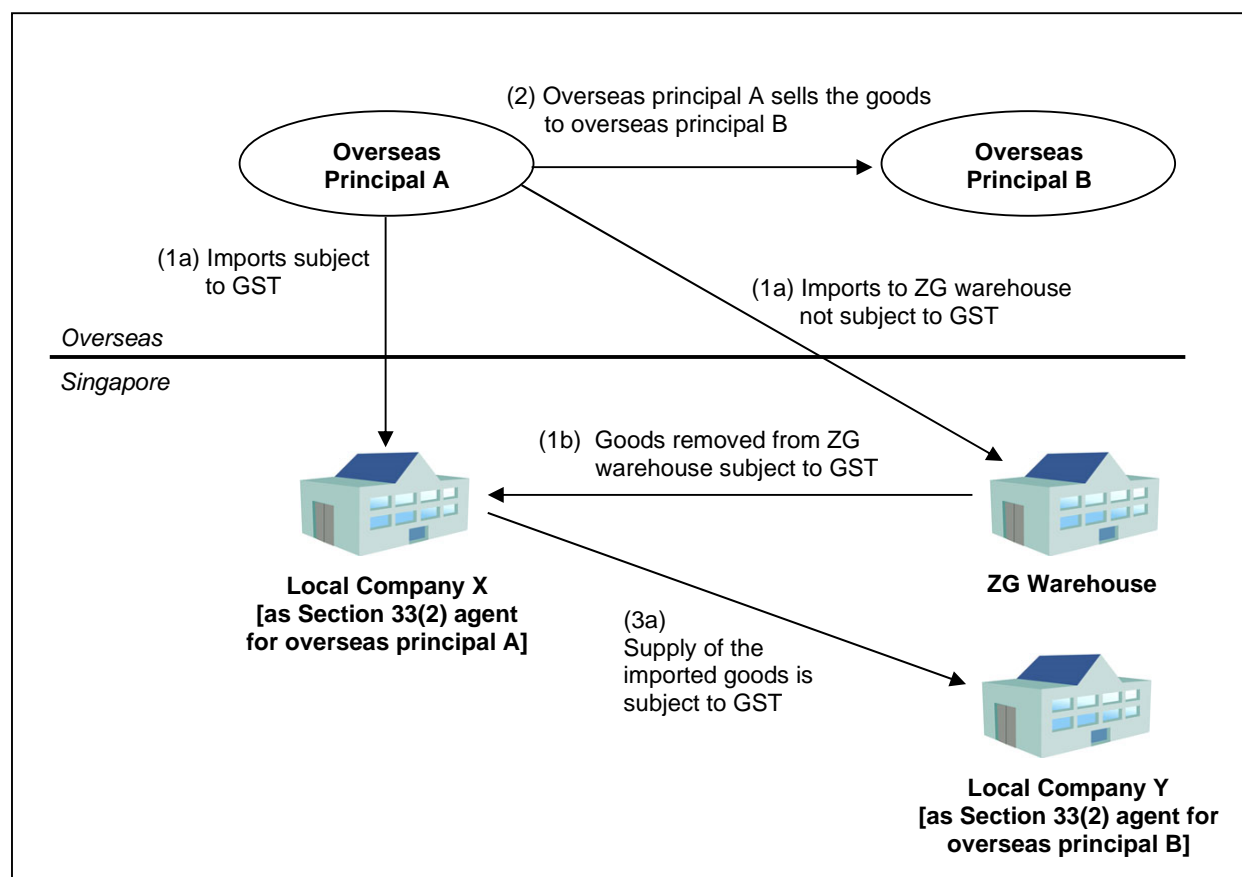 (2) Overseas principal A sells the goods
to overseas principal B
Overseas
Principal A
Overseas
Principal B
(1a) Imports subject
to GST
(1a) Imports to ZG warehouse
not subject to GST
Overseas
Singapore
(1b) Goods removed from ZG
warehouse subject to GST
Local Company X
[as Section 33(2) agent
for overseas principal A]
ZG Warehouse
(3a)
Supply of the
imported goods is
subject to GST
Local Company Y
[as Section 33(2) agent for
overseas principal B]